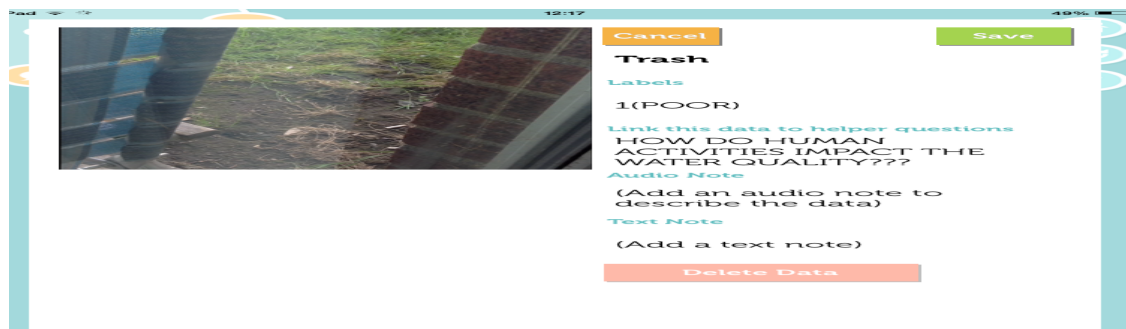 Pad 12:17 49%
Cancel Save
Trash
Labels
1(POOR)
Link this data to helper questions
HOW DO HUMAN
ACTIVITIES IMPACT THE
WATER QUALITY???
Audio Note
(Add an audio note to
describe the data)
Text Note
(Add a text note)
Delete Data